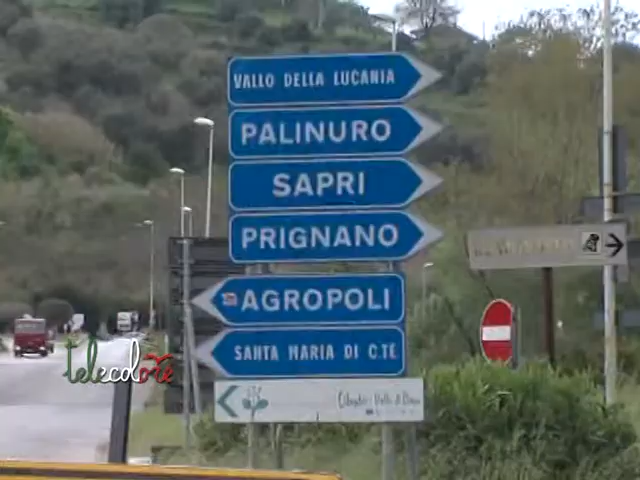 VALLO DELLA LUCANIA
PALINURO
SAPRI
PRIGNANO
AGROPOLI
SANTA MARIA DI C.TE
telecolore